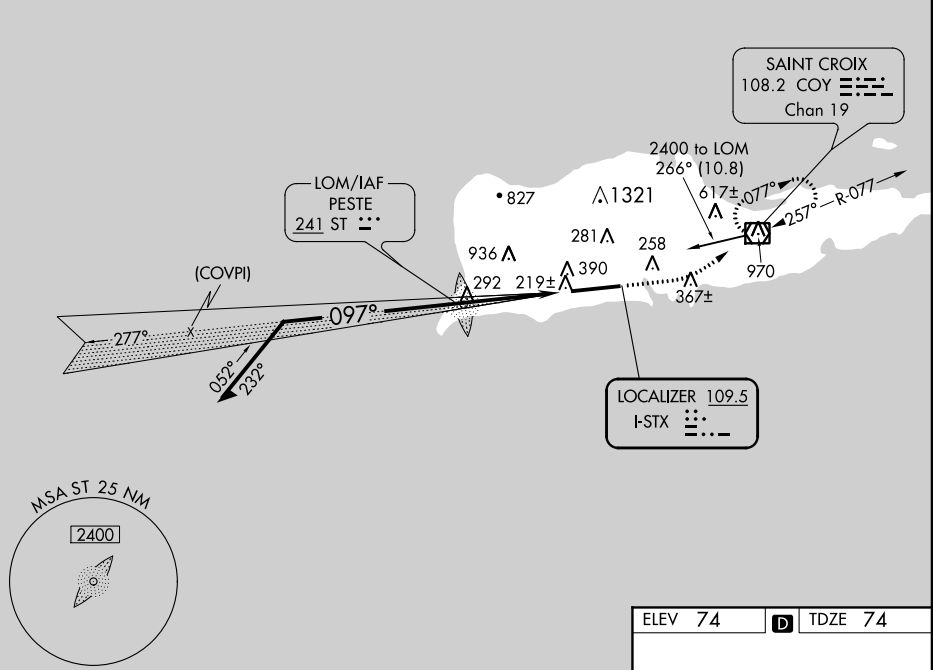 SAINT CROIX
108.2 COY
Chan 19
2400 to LOM
266° (10.8)
LOM/IAF
PESTE
241 ST
827
1321
617±
077°
257°
R-077
936
281
258
970
(COVPI)
292
219±
390
367±
097°
277°
052°
232°
LOCALIZER 109.5
I-STX
MSA ST 25 NM
2400
ELEV 74
D
TDZE 74